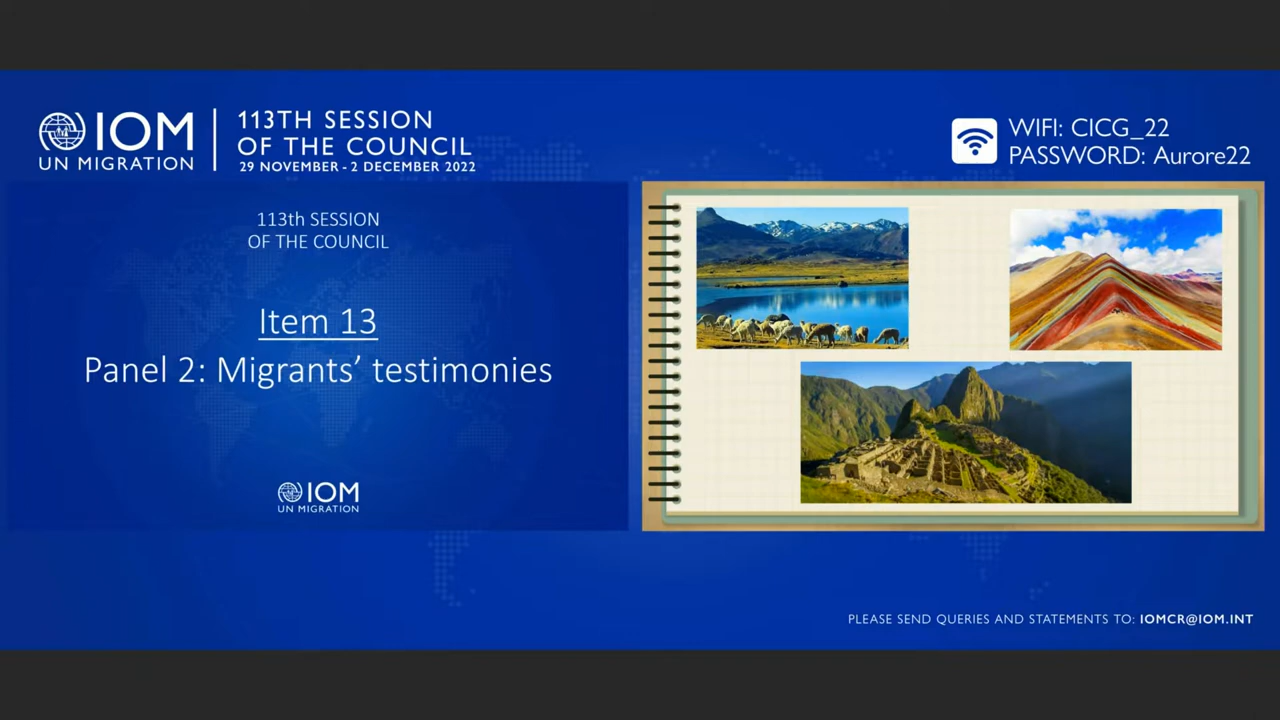 IOM
UN MIGRATION
113TH SESSION
OF THE COUNCIL
29 NOVEMBER - 2 DECEMBER 2022
WIFI: CICG_22
PASSWORD: Aurore22
113th SESSION
OF THE COUNCIL
Item 13
Panel 2: Migrants’ testimonies
IOM
UN MIGRATION
PLEASE SEND QUERIES AND STATEMENTS TO: IOMCR@IOM.INT